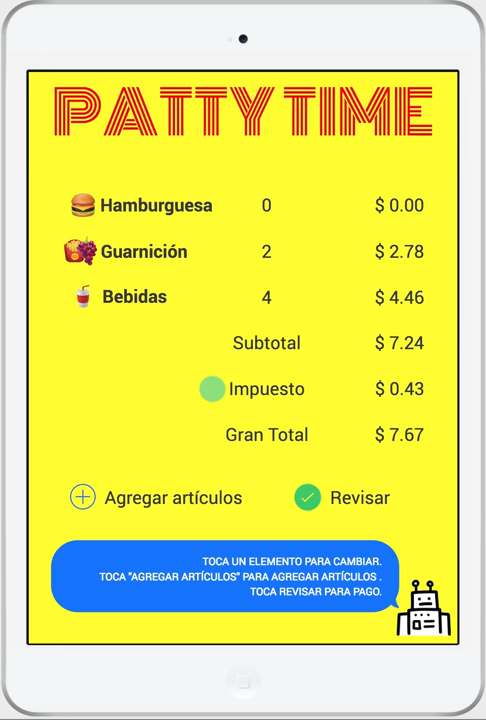 PATTY TIME
Hamburguesa 0 $ 0.00
Guarnición 2 $ 2.78
Bebidas 4 $ 4.46
Subtotal $ 7.24
Impuesto $ 0.43
Gran Total $ 7.67
Agregar artículos Revisar
TOCA UN ELEMENTO PARA CAMBIAR.
TOCA "AGREGAR ARTÍCULOS" PARA AGREGAR ARTÍCULOS .
TOCA REVISAR PARA PAGO.